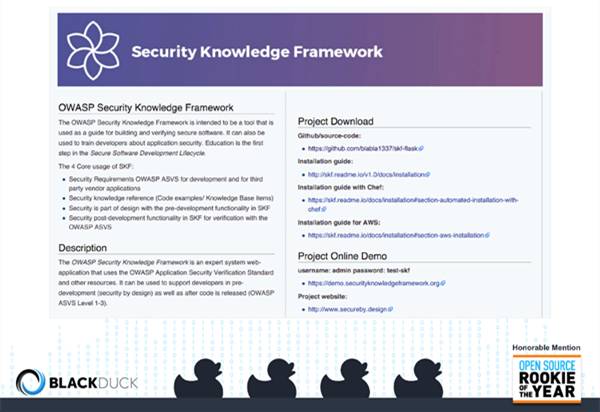 Security Knowledge Framework
OWASP Security Knowledge Framework
The OWASP Security Knowledge Framework is intended to be a tool that is
used as a guide for building and verifying secure software. It can also be
used to train developers about application security. Education is the first
step in the Secure Software Development Lifecycle.
The 4 Core usage of SKF:
Security Requirements OWASP ASVS for development and for third
party vendor applications
Security knowledge reference (Code examples/ Knowledge Base items)
Security is part of design with the pre-development functionality in SKF
Security post-development functionality in SKF for verification with the
OWASP ASVS
Description
The OWASP Security Knowledge Framework is an expert system web-
application that uses the OWASP Application Security Verification Standard
and other resources. It can be used to support developers in pre-
development (security by design) as well as after code is released (OWASP
ASVS Level 1-3).
Project Download
Github/source-code:
https://github.com/blabla1337/skf-flask
Installation guide:
http://skf.readme.io/v1.0/docs/installation
Installation guide with Chef:
https://skf.readme.io/docs/installation#section-automated-installation-with-
chef
Installation guide for AWS:
https://skf.readme.io/docs/installation#section-aws-installation
Project Online Demo
username: admin password: test-skf
https://demo.securityknowledgeframework.org
Project website:
http://www.secureby.design
BLACKDUCK
Honorable Mention
OPEN SOURCE
ROOKIE
OF THE YEAR